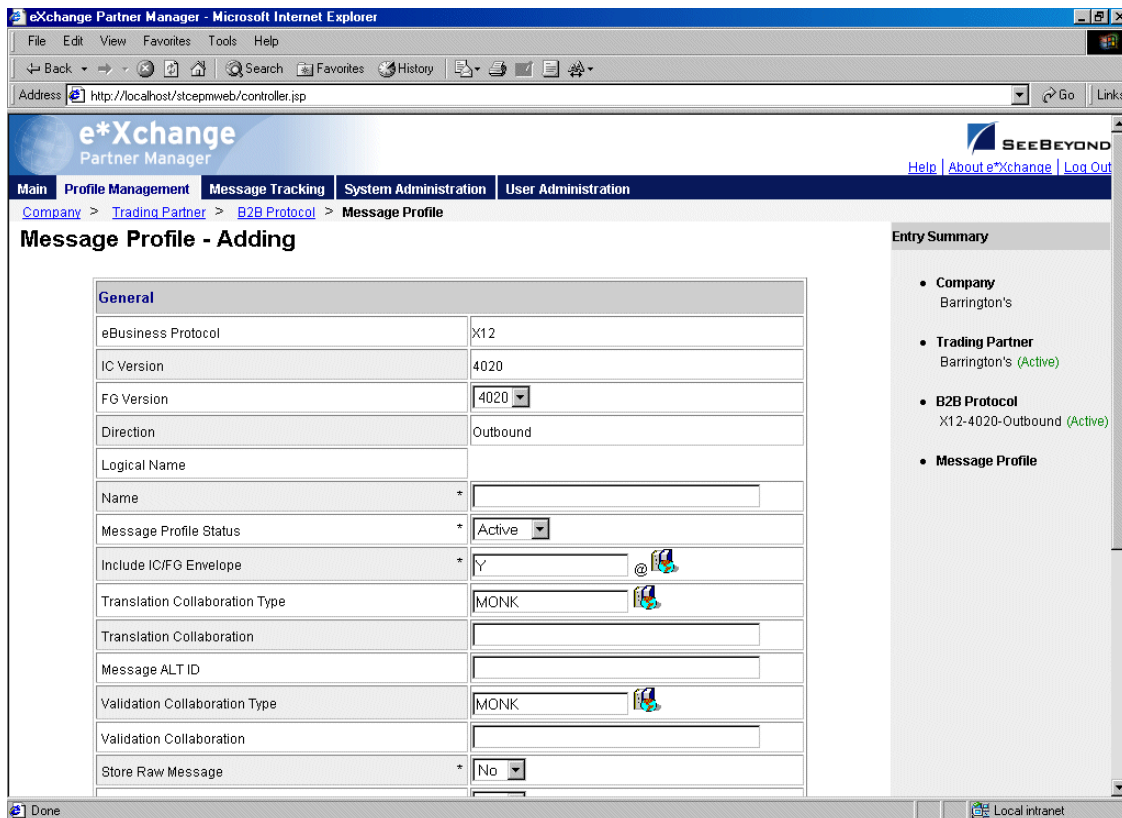 eXchange Partner Manager - Microsoft Internet Explorer
File Edit View Favorites Tools Help
Back Search Favorites History
Address http://localhost/stcepmweb/controller.jsp Go Links
e*Xchange
Partner Manager
SEEBEYOND
Help | About e*Xchange | Log Out
Main Profile Management Message Tracking System Administration User Administration
Company > Trading Partner > B2B Protocol > Message Profile
Message Profile - Adding
General
eBusiness Protocol X12
IC Version 4020
FG Version 4020
Direction Outbound
Logical Name
Name *
Message Profile Status * Active
Include IC/FG Envelope * Y @
Translation Collaboration Type MONK
Translation Collaboration
Message ALT ID
Validation Collaboration Type MONK
Validation Collaboration
Store Raw Message * No
Entry Summary
• Company
Barrington's
• Trading Partner
Barrington's (Active)
• B2B Protocol
X12-4020-Outbound (Active)
• Message Profile
Done Local intranet